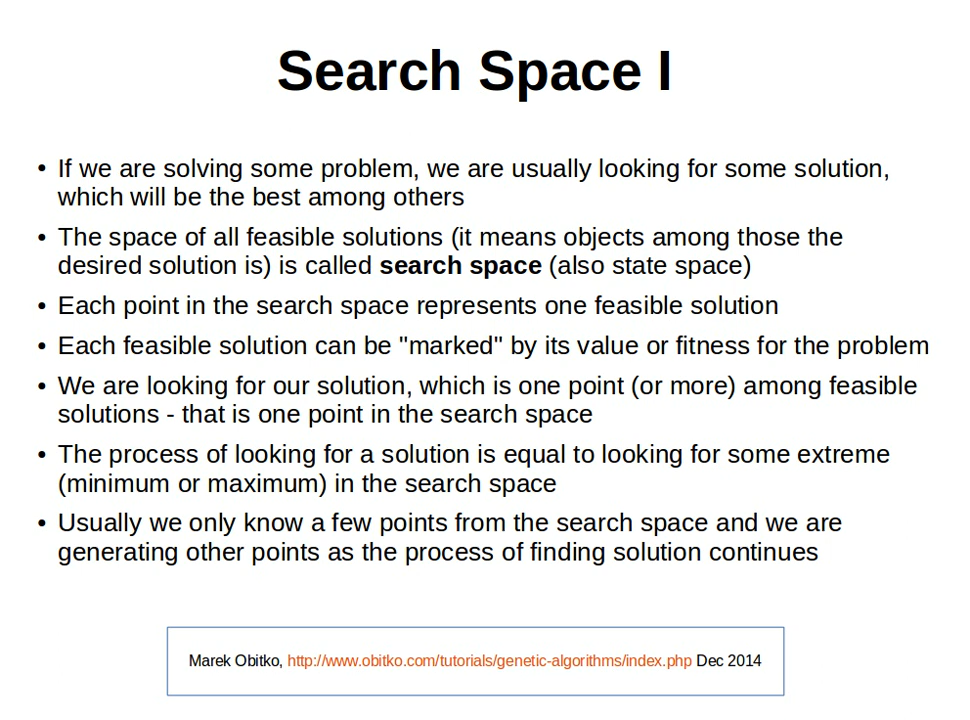 Search Space I
• If we are solving some problem, we are usually looking for some solution,
which will be the best among others
• The space of all feasible solutions (it means objects among those the
desired solution is) is called search space (also state space)
• Each point in the search space represents one feasible solution
• Each feasible solution can be "marked" by its value or fitness for the problem
• We are looking for our solution, which is one point (or more) among feasible
solutions - that is one point in the search space
• The process of looking for a solution is equal to looking for some extreme
(minimum or maximum) in the search space
• Usually we only know a few points from the search space and we are
generating other points as the process of finding solution continues
Marek Obitko, http://www.obitko.com/tutorials/genetic-algorithms/index.php Dec 2014